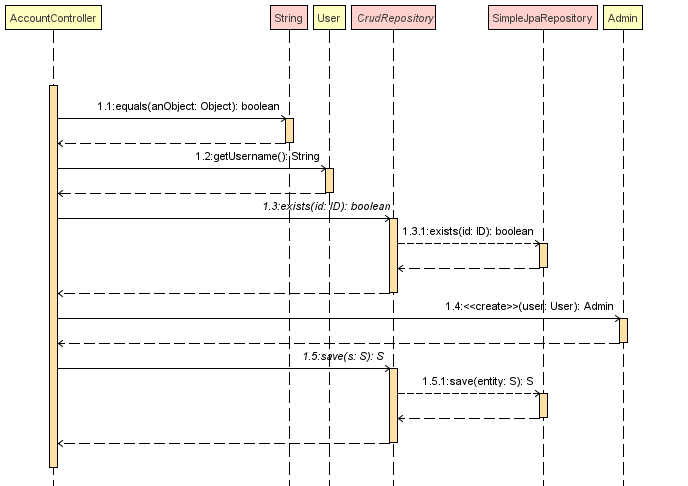 AccountController
String
User
CrudRepository
SimpleJpaRepository
Admin
1.1:equals(anObject: Object): boolean
1.2:getUsername(): String
1.3:exists(id: ID): boolean
1.3.1:exists(id: ID): boolean
1.4:<<create>>(user: User): Admin
1.5:save(s: S): S
1.5.1:save(entity: S): S